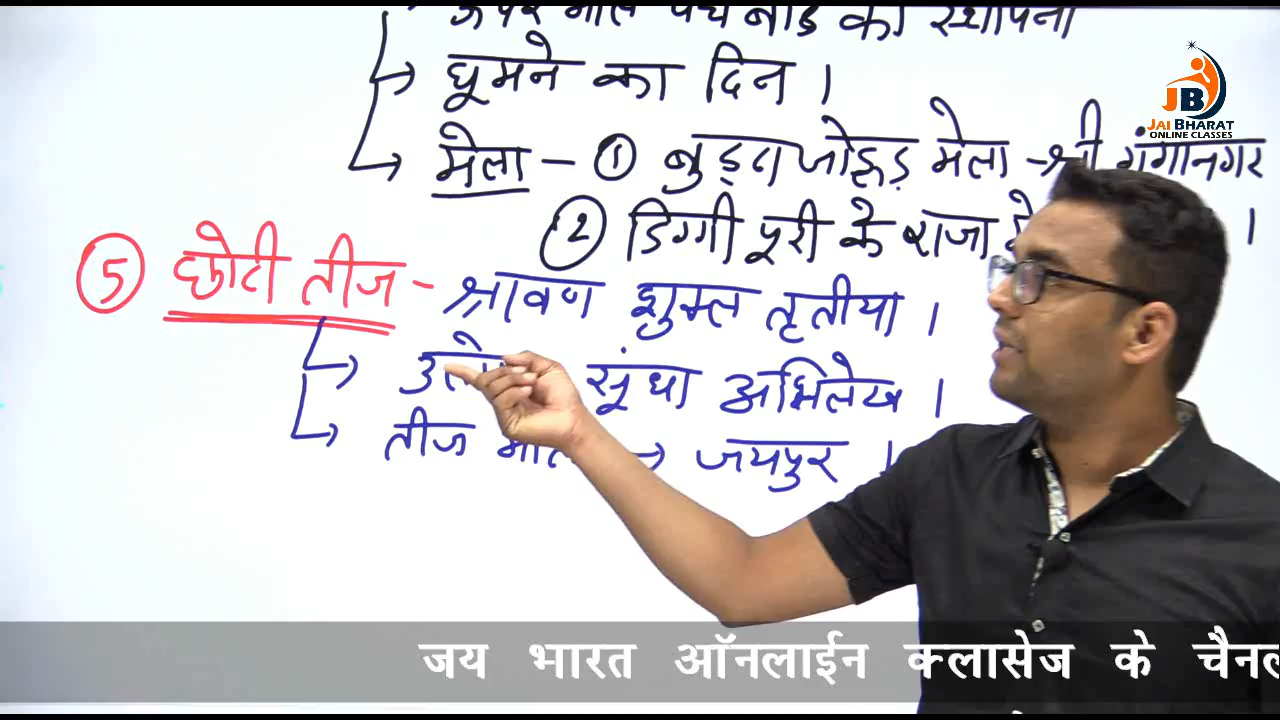 की स्थापना
घूमने का दिन ।
मेला - ① बुड्ढा जोहड़ मेला - श्री गंगानगर
② डिग्गी पूरी के राजा ।
⑤ छोटी तीज - श्रावण शुक्ल तृतीया ।
सूंधा अभिलेख ।
तीज → जयपुर ।
JB
JAI BHARAT
ONLINE CLASSES
जय भारत ऑनलाईन क्लासेज के चैनल